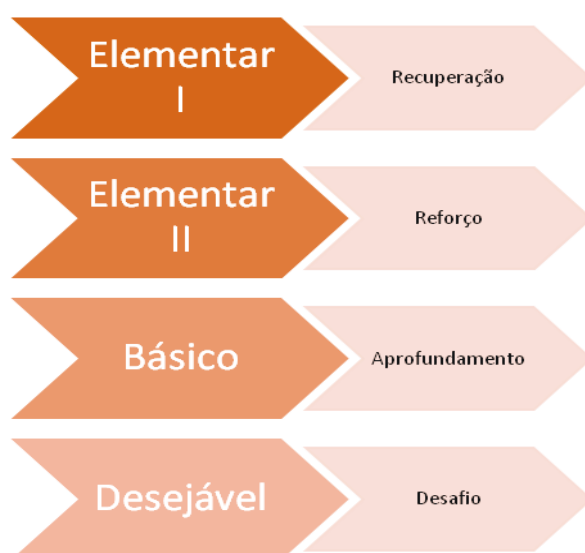 Elementar
I
Recuperação
Elementar
II
Reforço
Básico
Aprofundamento
Desejável
Desafio